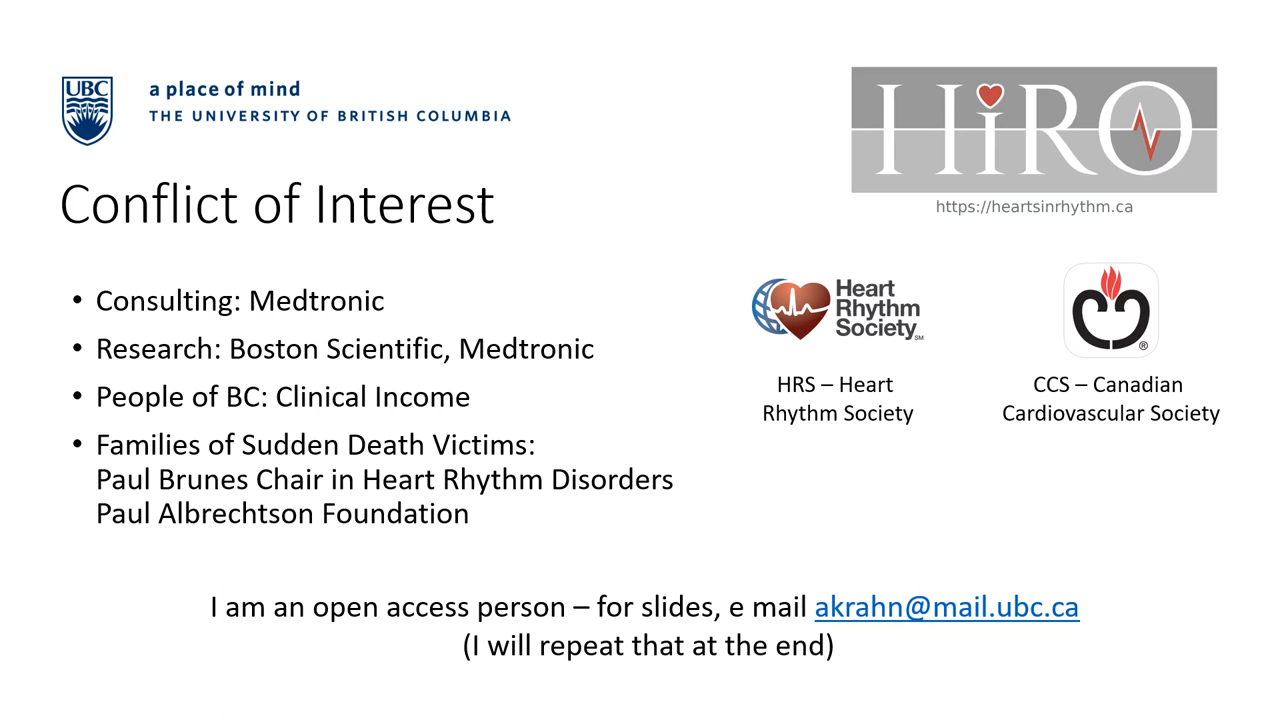 UBC
a place of mind
THE UNIVERSITY OF BRITISH COLUMBIA
HiRO
https://heartsinrhythm.ca
Conflict of Interest
• Consulting: Medtronic
• Research: Boston Scientific, Medtronic
• People of BC: Clinical Income
• Families of Sudden Death Victims:
Paul Brunes Chair in Heart Rhythm Disorders
Paul Albrechtson Foundation
Heart
Rhythm
Society SM
HRS – Heart
Rhythm Society
®
CCS – Canadian
Cardiovascular Society
I am an open access person – for slides, e mail akrahn@mail.ubc.ca
(I will repeat that at the end)